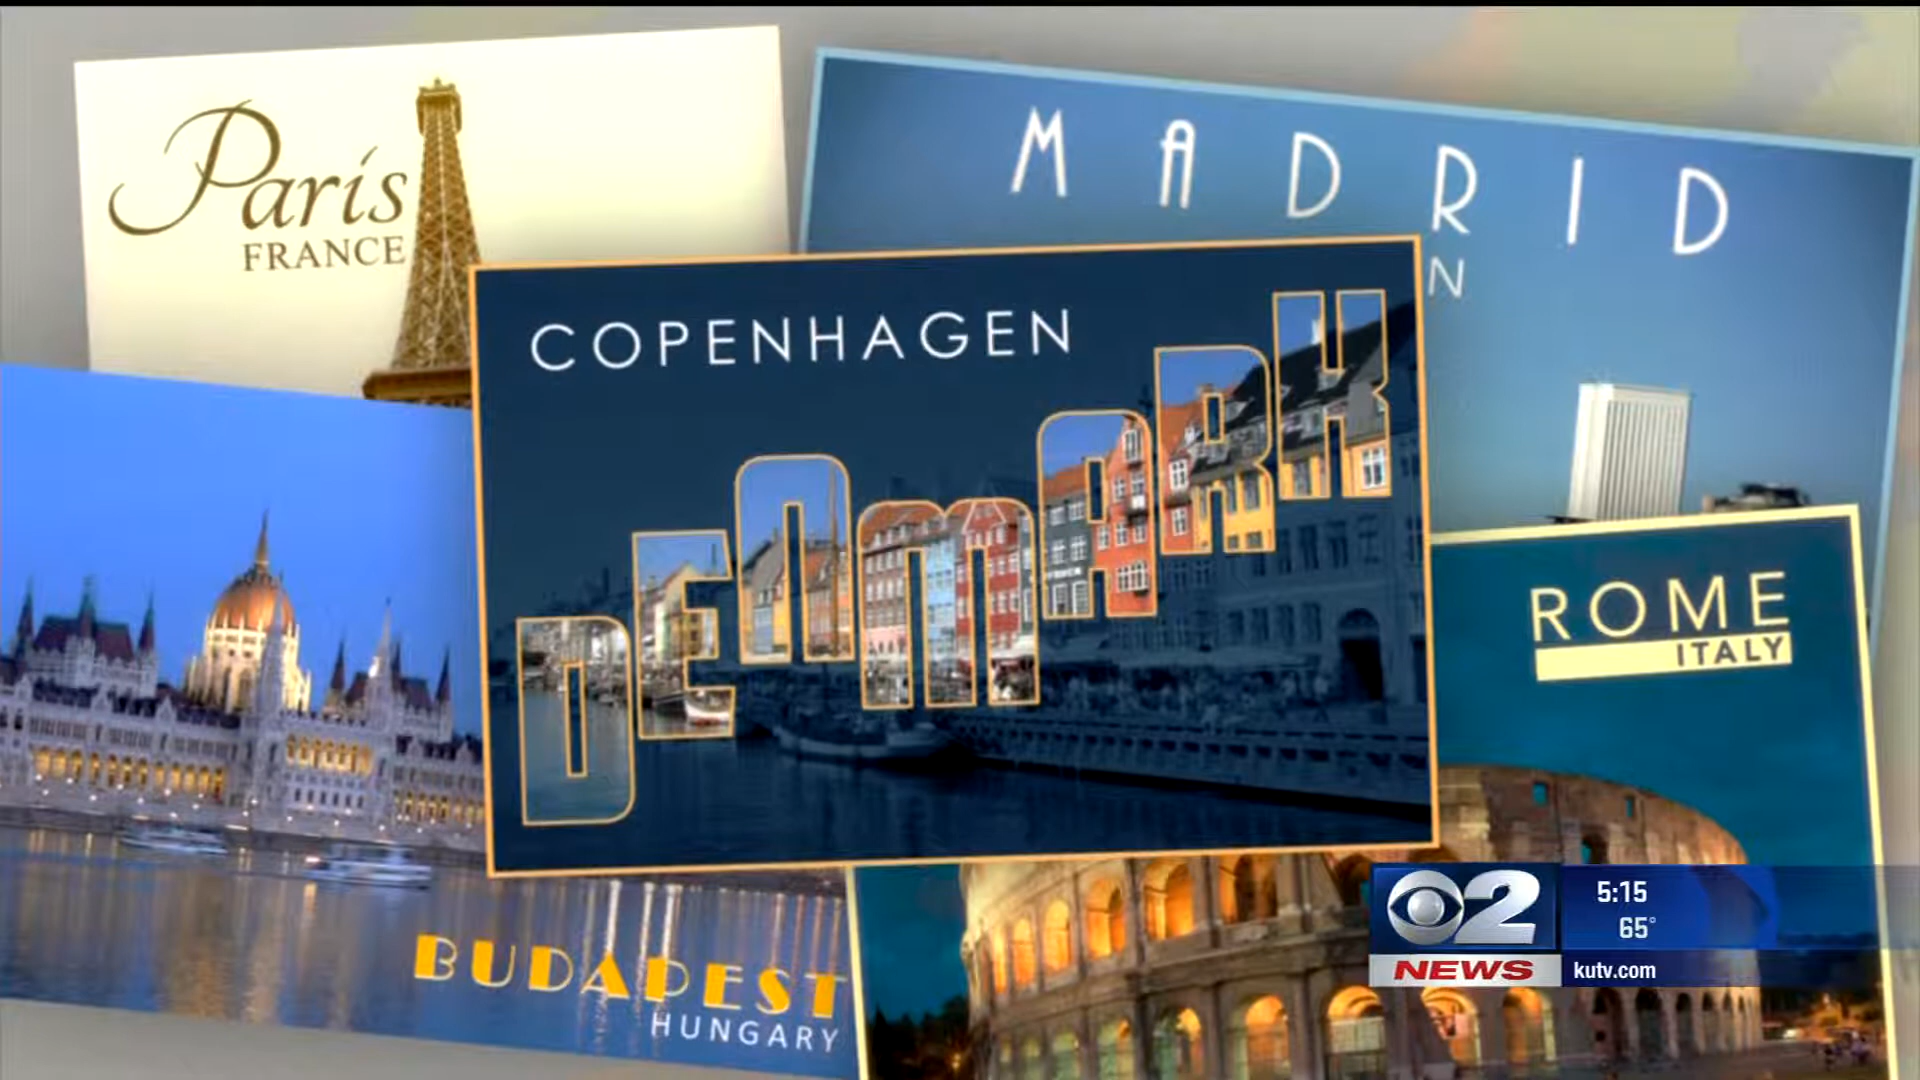 Paris
FRANCE
MADRID
N
COPENHAGEN
DENMARK
ROME
ITALY
BUDAPEST
HUNGARY
2
NEWS
5:15
65°
kutv.com